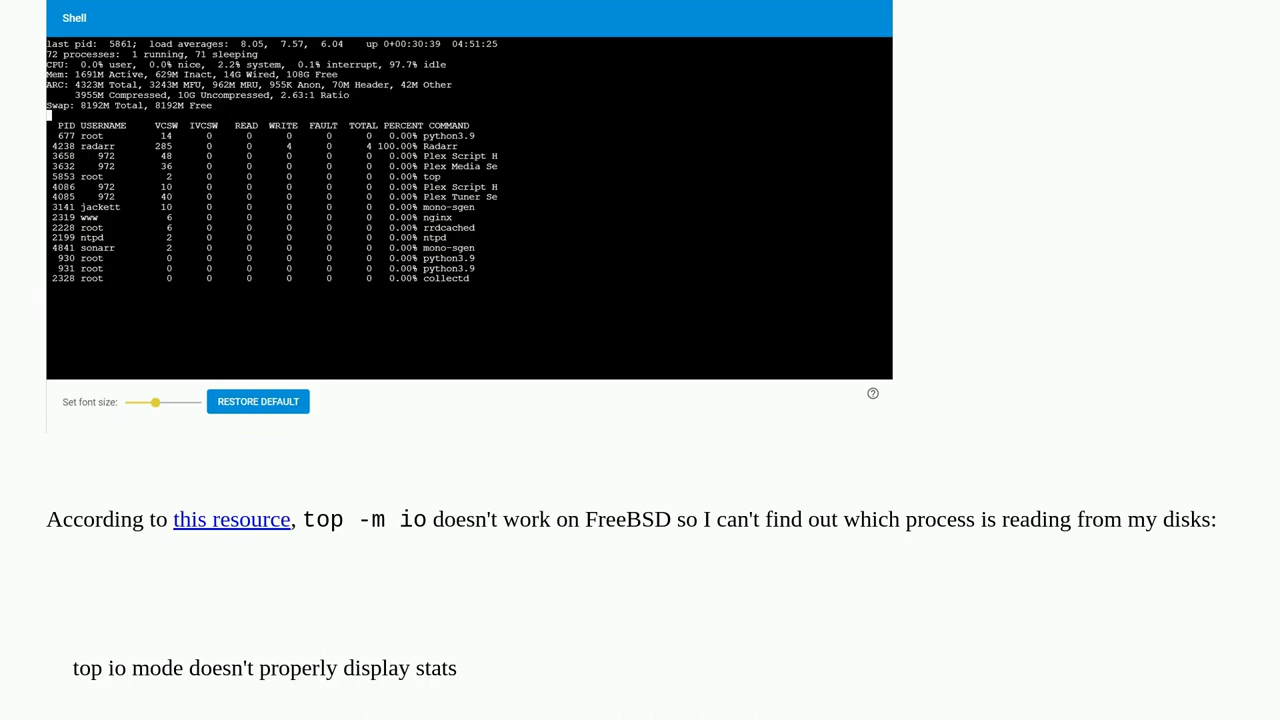 Shell
last pid:  5861;  load averages:  8.05,  7.57,  6.04    up 0+00:30:39  04:51:25
72 processes:  1 running, 71 sleeping
CPU:  0.0% user,  0.0% nice,  2.2% system,  0.1% interrupt, 97.7% idle
Mem: 1691M Active, 629M Inact, 14G Wired, 108G Free
ARC: 4323M Total, 3243M MFU, 962M MRU, 955K Anon, 70M Header, 42M Other
3955M Compressed, 10G Uncompressed, 2.63:1 Ratio
Swap: 8192M Total, 8192M Free
PID USERNAME     VCSW  IVCSW   READ  WRITE  FAULT  TOTAL PERCENT COMMAND
677 root          14      0      0      0      0      0   0.00% python3.9
4238 radarr       285      0      0      4      0      4 100.00% Radarr
3658    972        48      0      0      0      0      0   0.00% Plex Script H
3632    972        36      0      0      0      0      0   0.00% Plex Media Se
5853 root           2      0      0      0      0      0   0.00% top
4086    972        10      0      0      0      0      0   0.00% Plex Script H
4085    972        40      0      0      0      0      0   0.00% Plex Tuner Se
3141 jackett       10      0      0      0      0      0   0.00% mono-sgen
2319 www            6      0      0      0      0      0   0.00% nginx
2228 root           6      0      0      0      0      0   0.00% rrdcached
2199 ntpd           2      0      0      0      0      0   0.00% ntpd
4841 sonarr         2      0      0      0      0      0   0.00% mono-sgen
930 root           0      0      0      0      0      0   0.00% python3.9
931 root           0      0      0      0      0      0   0.00% python3.9
2328 root           0      0      0      0      0      0   0.00% collectd
Set font size: RESTORE DEFAULT
According to this resource, top -m io doesn't work on FreeBSD so I can't find out which process is reading from my disks:
top io mode doesn't properly display stats